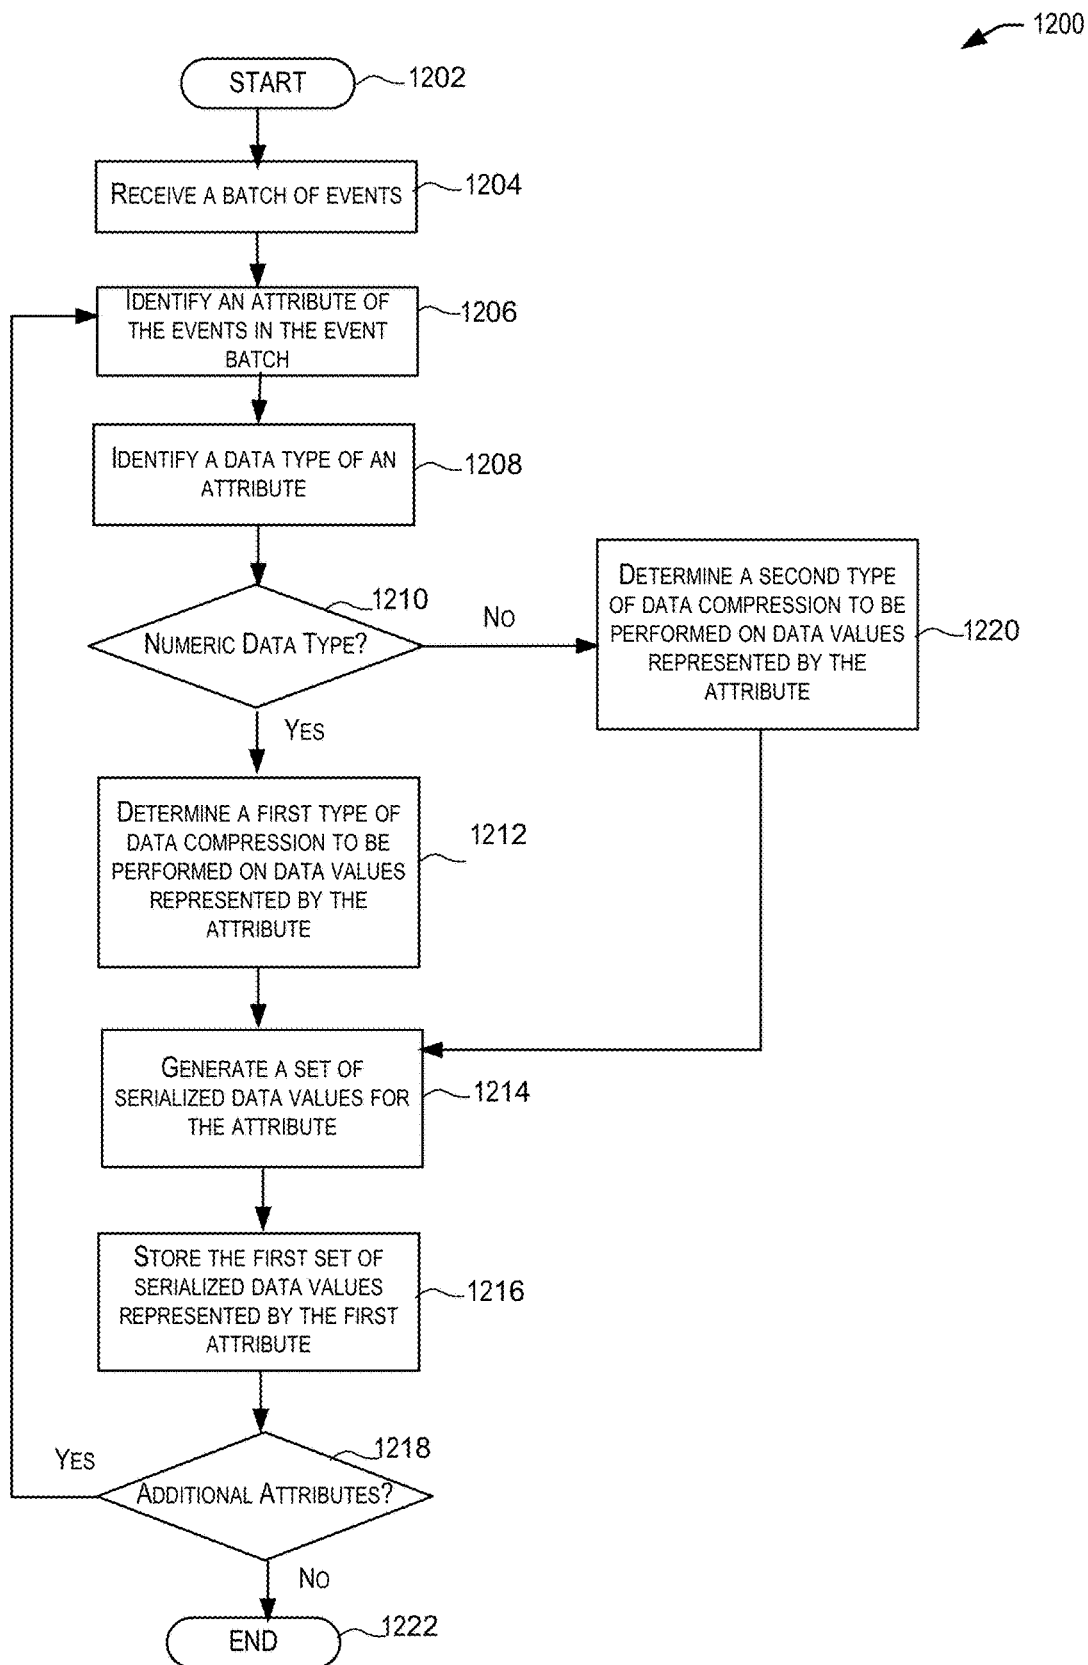 1200
START
1202
RECEIVE A BATCH OF EVENTS
1204
IDENTIFY AN ATTRIBUTE OF
THE EVENTS IN THE EVENT
BATCH
1206
IDENTIFY A DATA TYPE OF AN
ATTRIBUTE
1208
NUMERIC DATA TYPE?
1210
NO
YES
DETERMINE A SECOND TYPE
OF DATA COMPRESSION TO BE
PERFORMED ON DATA VALUES
REPRESENTED BY THE
ATTRIBUTE
1220
DETERMINE A FIRST TYPE OF
DATA COMPRESSION TO BE
PERFORMED ON DATA VALUES
REPRESENTED BY THE
ATTRIBUTE
1212
GENERATE A SET OF
SERIALIZED DATA VALUES FOR
THE ATTRIBUTE
1214
STORE THE FIRST SET OF
SERIALIZED DATA VALUES
REPRESENTED BY THE FIRST
ATTRIBUTE
1216
YES
ADDITIONAL ATTRIBUTES?
1218
NO
END
1222